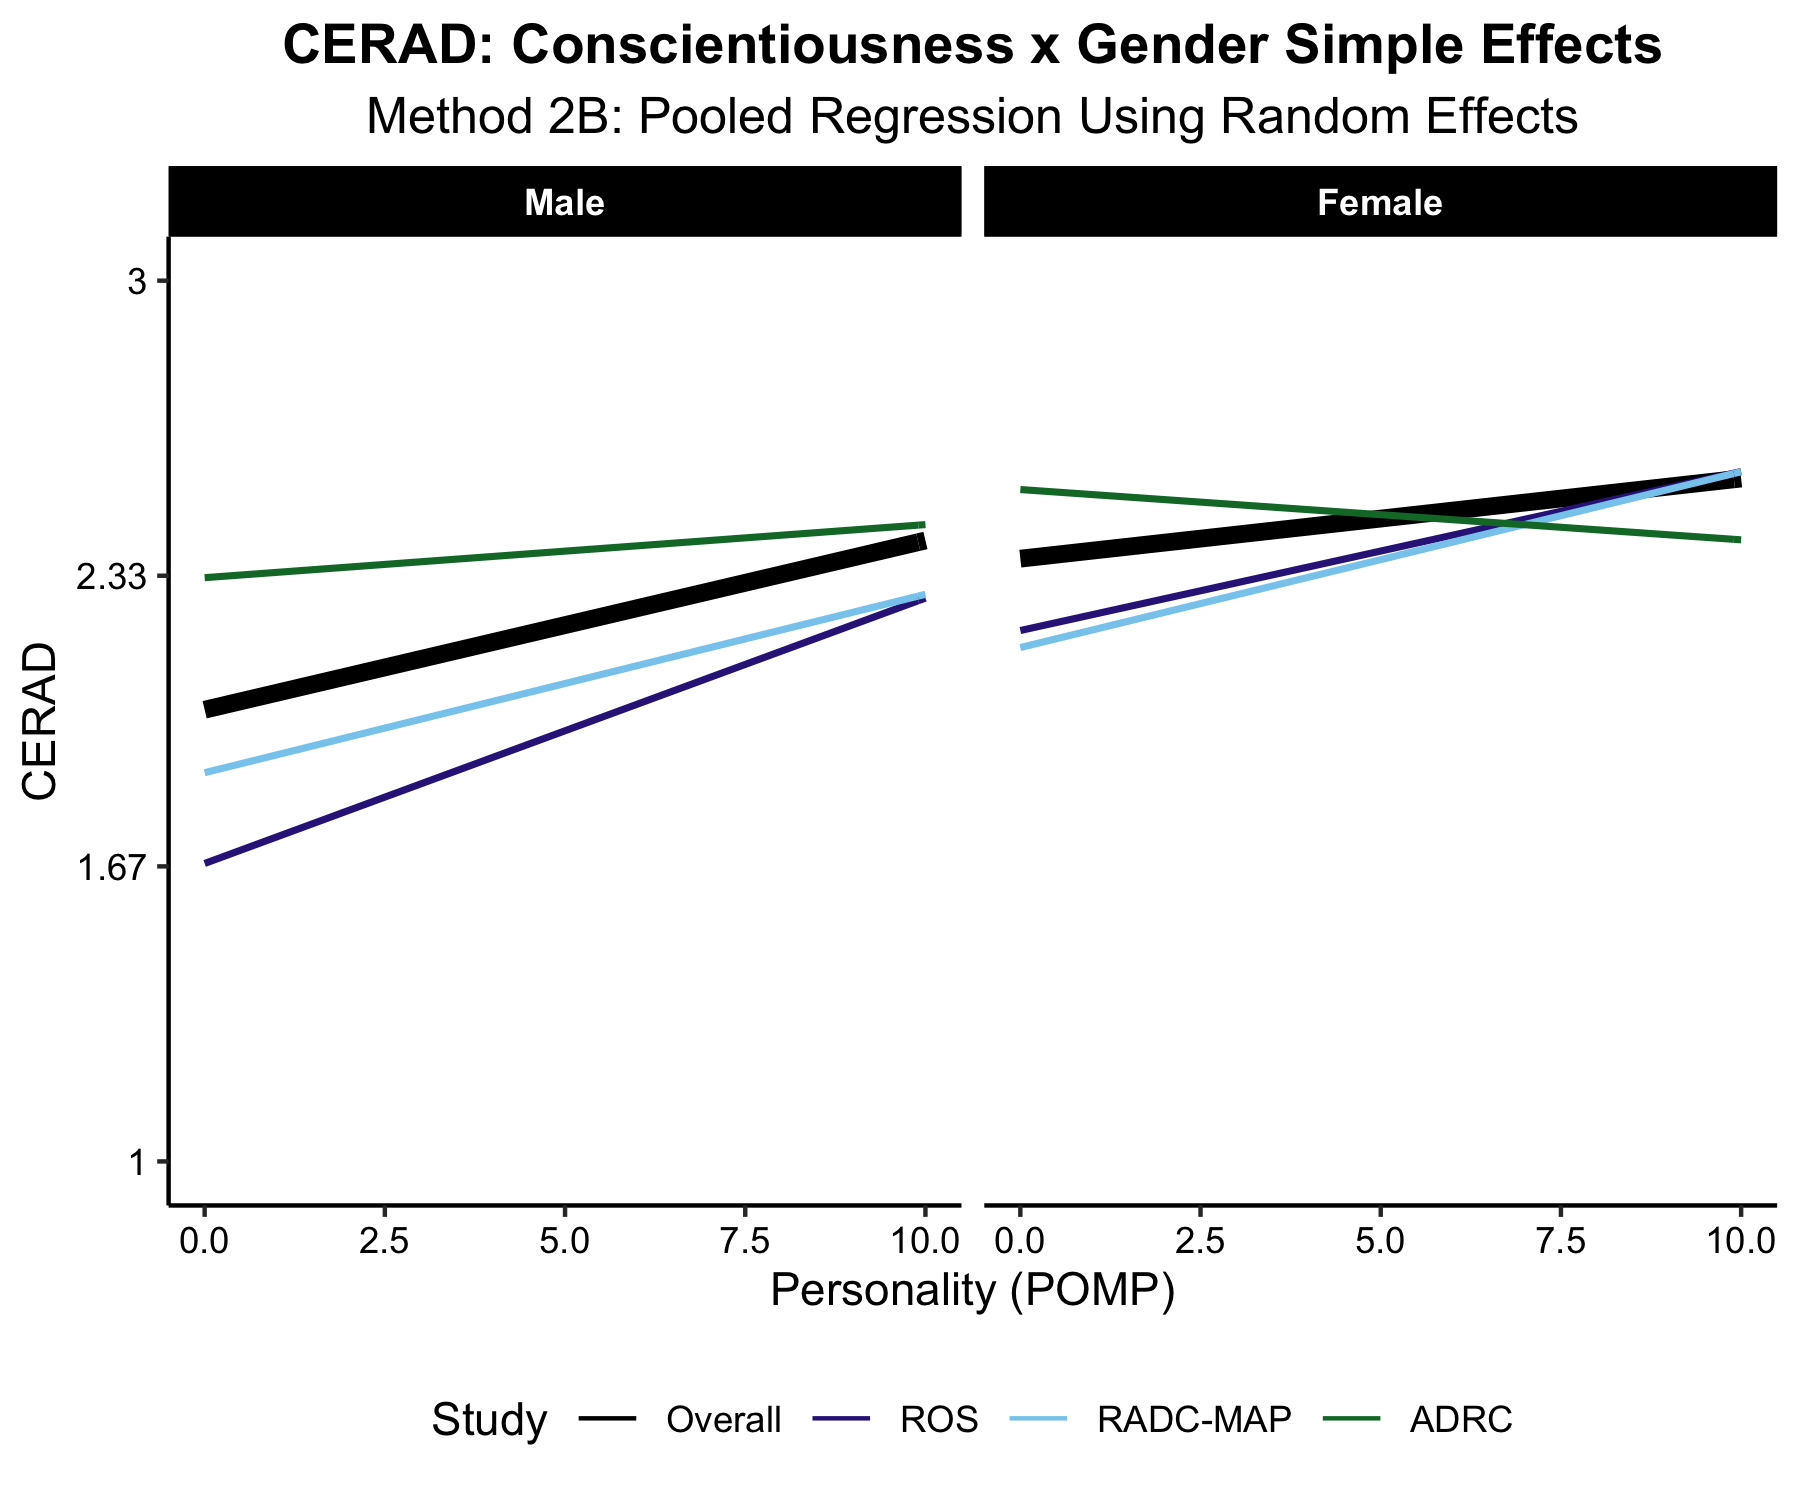 CERAD: Conscientiousness x Gender Simple Effects
Method 2B: Pooled Regression Using Random Effects
Male Female
3
2.33
1.67
1
CERAD
0.0 2.5 5.0 7.5 10.0 0.0 2.5 5.0 7.5 10.0
Personality (POMP)
Study Overall ROS RADC-MAP ADRC